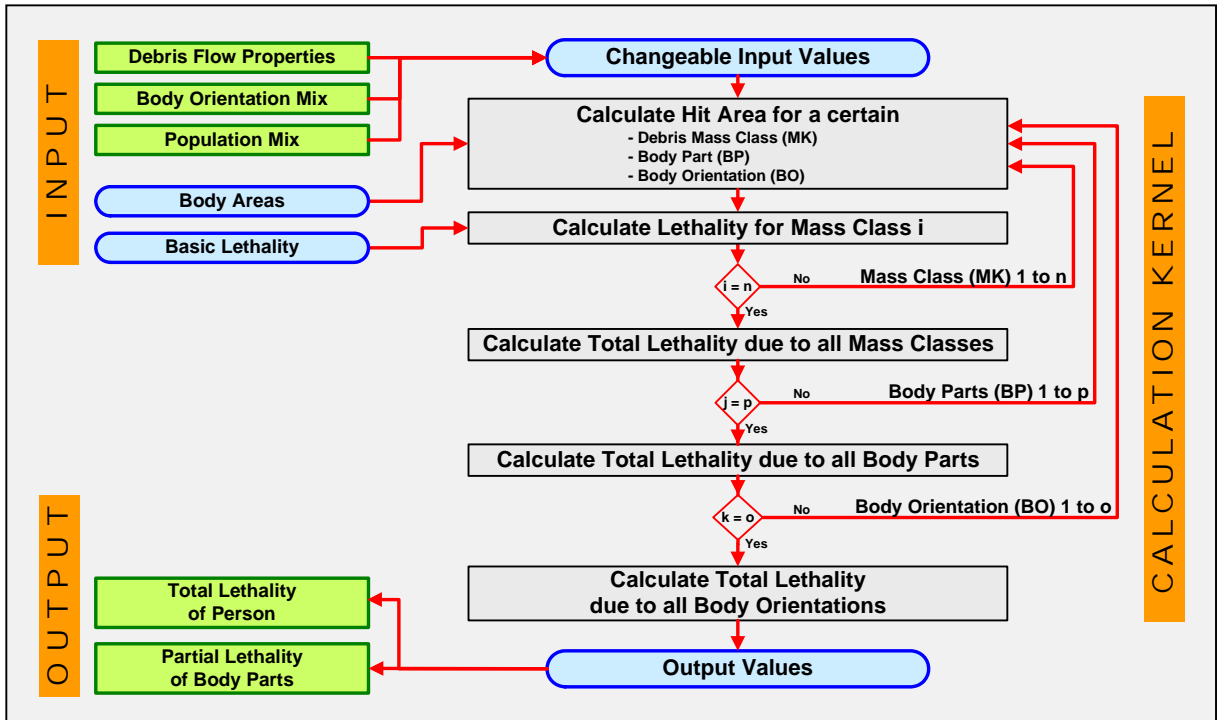 INPUT
Debris Flow Properties
Body Orientation Mix
Population Mix
Body Areas
Basic Lethality
Changeable Input Values
Calculate Hit Area for a certain
- Debris Mass Class (MK)
- Body Part (BP)
- Body Orientation (BO)
Calculate Lethality for Mass Class i
i = n
No
Mass Class (MK) 1 to n
Yes
Calculate Total Lethality due to all Mass Classes
j = p
No
Body Parts (BP) 1 to p
Yes
Calculate Total Lethality due to all Body Parts
k = o
No
Body Orientation (BO) 1 to o
Yes
Calculate Total Lethality
due to all Body Orientations
Output Values
OUTPUT
Total Lethality
of Person
Partial Lethality
of Body Parts
CALCULATION KERNEL